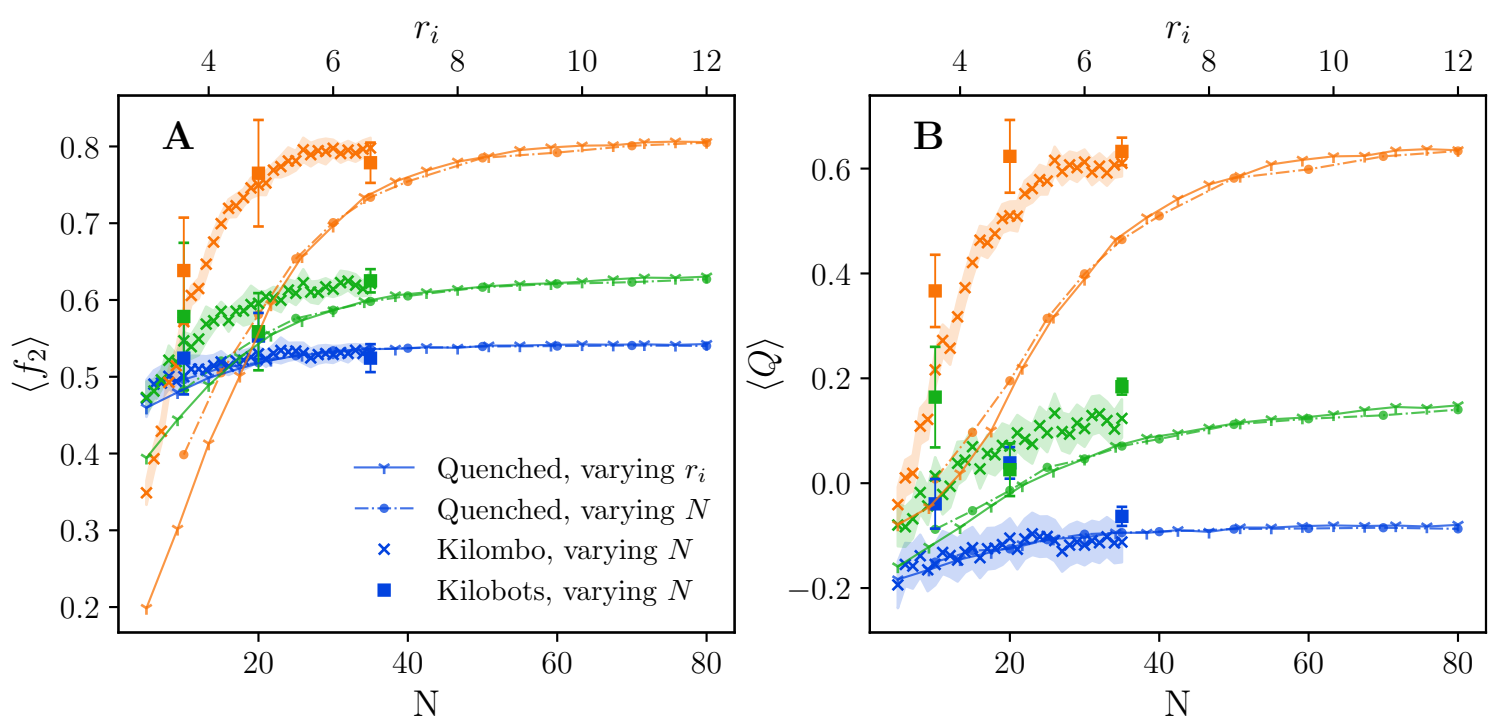 r_i
r_i
4 6 8 10 12
4 6 8 10 12
A
B
0.8
0.7
0.6
0.5
0.4
0.3
0.2
⟨f_2⟩
0.6
0.4
0.2
0.0
−0.2
⟨Q⟩
Quenched, varying r_i
Quenched, varying N
Kilombo, varying N
Kilobots, varying N
20 40 60 80
20 40 60 80
N
N